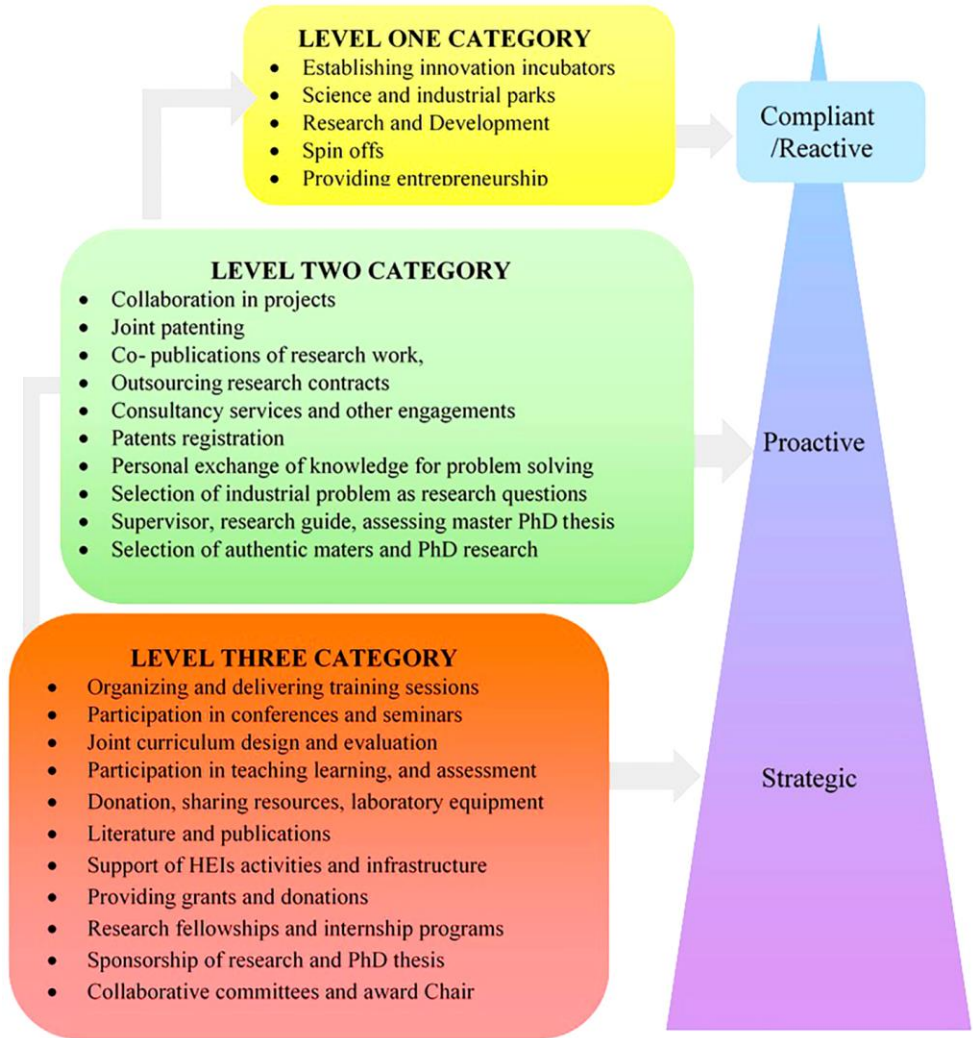 LEVEL ONE CATEGORY
• Establishing innovation incubators
• Science and industrial parks
• Research and Development
• Spin offs
• Providing entrepreneurship
Compliant
/Reactive
LEVEL TWO CATEGORY
• Collaboration in projects
• Joint patenting
• Co- publications of research work,
• Outsourcing research contracts
• Consultancy services and other engagements
• Patents registration
• Personal exchange of knowledge for problem solving
• Selection of industrial problem as research questions
• Supervisor, research guide, assessing master PhD thesis
• Selection of authentic maters and PhD research
Proactive
LEVEL THREE CATEGORY
• Organizing and delivering training sessions
• Participation in conferences and seminars
• Joint curriculum design and evaluation
• Participation in teaching learning, and assessment
• Donation, sharing resources, laboratory equipment
• Literature and publications
• Support of HEIs activities and infrastructure
• Providing grants and donations
• Research fellowships and internship programs
• Sponsorship of research and PhD thesis
• Collaborative committees and award Chair
Strategic